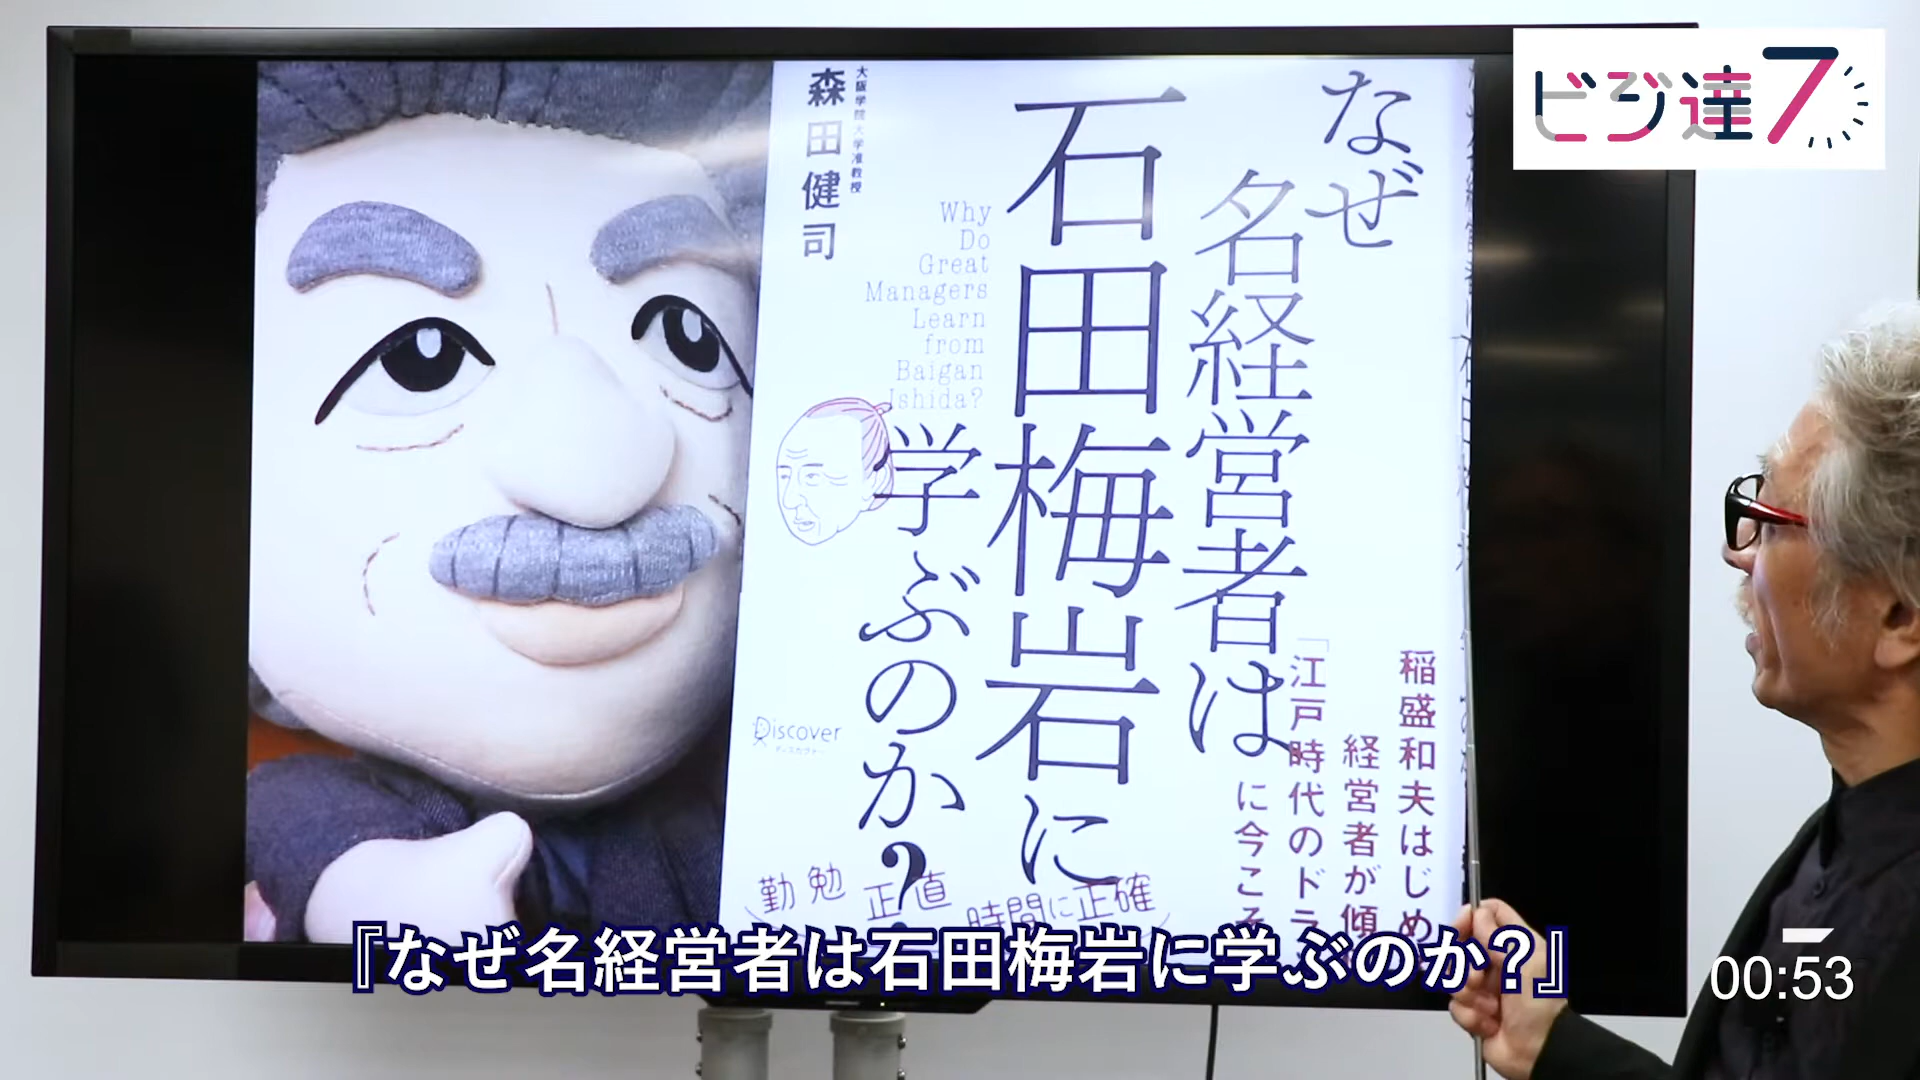 ビジ達7
なぜ
名経営者は
石田梅岩に
学ぶのか?
大阪学院大学准教授
森田健司
Why
Do
Great
Managers
Learn
from
Baigan
Ishida?
稲盛和夫はじめ
経営者が傾
「江戸時代のドラ
に今こそ
Discover
勤勉
正直
時間に正確
『なぜ名経営者は石田梅岩に学ぶのか?』
00:53